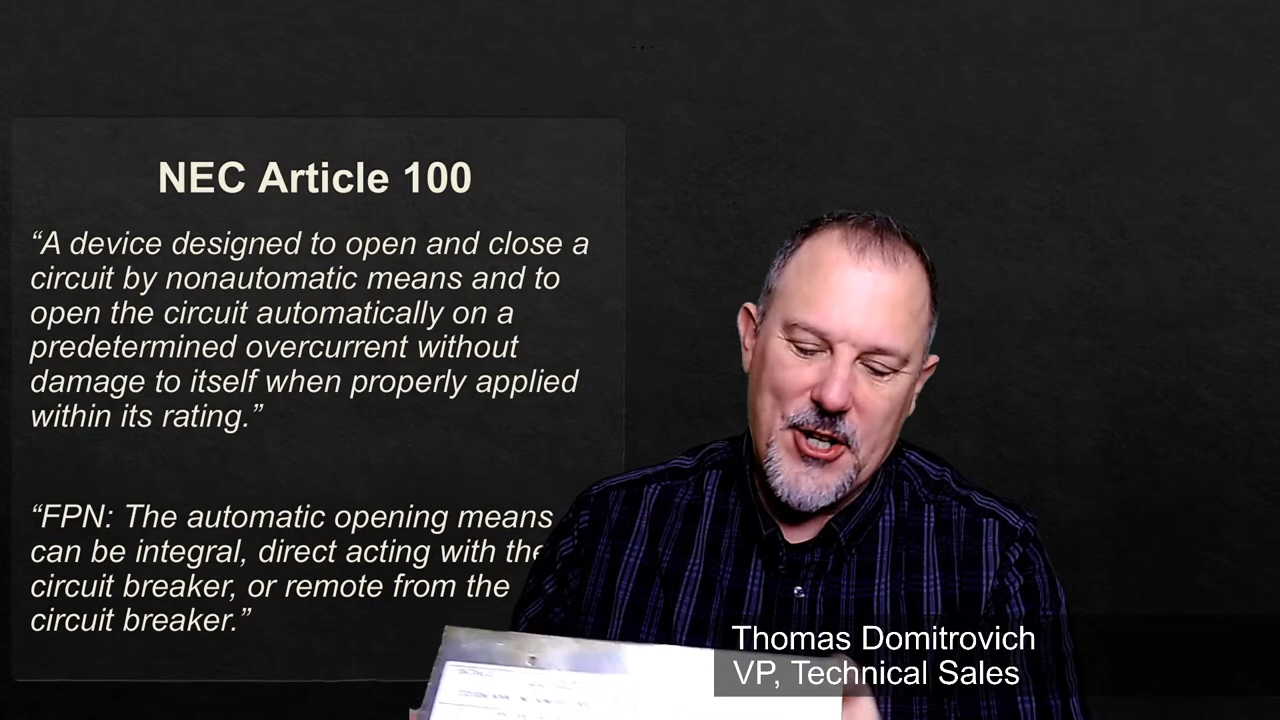 NEC Article 100
“A device designed to open and close a
circuit by nonautomatic means and to
open the circuit automatically on a
predetermined overcurrent without
damage to itself when properly applied
within its rating.”
“FPN: The automatic opening means
can be integral, direct acting with the
circuit breaker, or remote from the
circuit breaker.”
Thomas Domitrovich
VP, Technical Sales